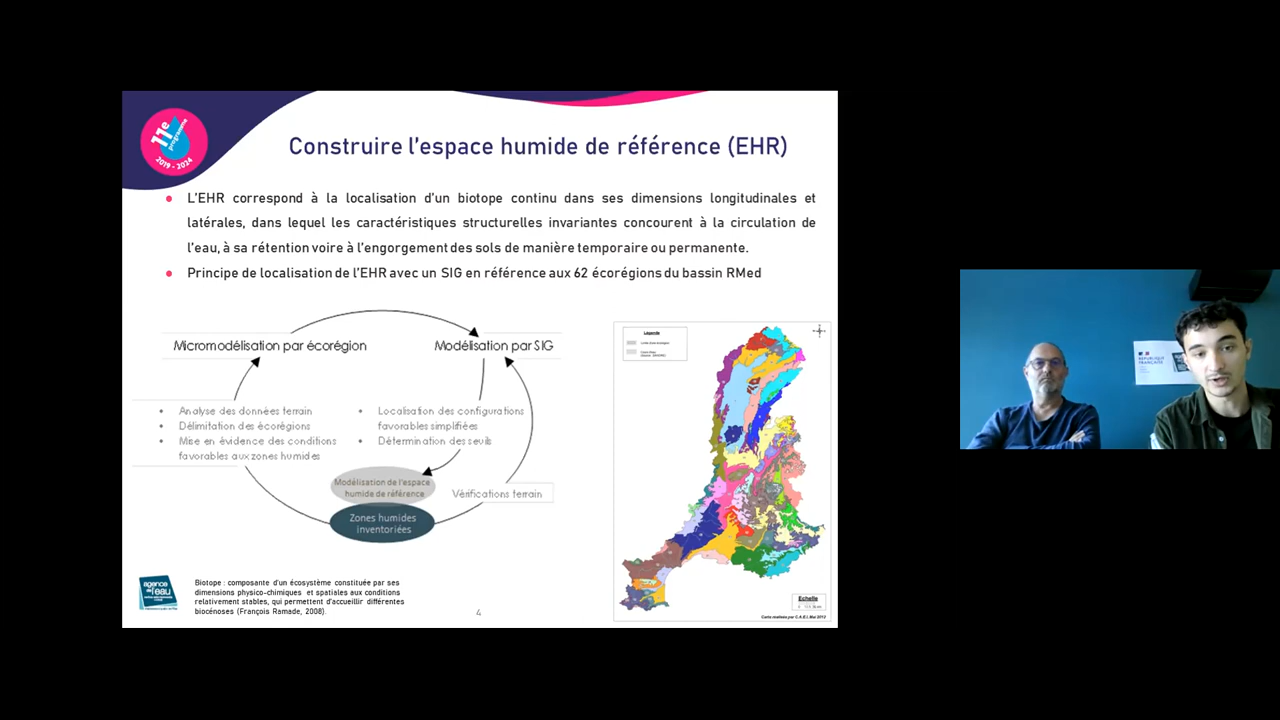 11e
programme
2019 - 2024
Construire l'espace humide de référence (EHR)
L'EHR correspond à la localisation d'un biotope continu dans ses dimensions longitudinales et
latérales, dans lequel les caractéristiques structurelles invariantes concourent à la circulation de
l'eau, à sa rétention voire à l'engorgement des sols de manière temporaire ou permanente.
Principe de localisation de l'EHR avec un SIG en référence aux 62 écorégions du bassin RMed
Micromodélisation par écorégion
Modélisation par SIG
Analyse des données terrain
Délimitation des écorégions
Mise en évidence des conditions
favorables aux zones humides
Localisation des configurations
favorables simplifiées
Détermination des seuils
Modélisation de l'espace
humide de référence
Vérifications terrain
Zones humides
inventoriées
Légende
Echelle
Carte réalisée par C.A.E.I. Mai 2012
agence
de l'eau
Biotope : composante d'un écosystème constituée par ses
dimensions physico-chimiques et spatiales aux conditions
relativement stables, qui permettent d'accueillir différentes
biocénoses (François Ramade, 2008).
4
RÉPUBLIQUE
FRANÇAISE